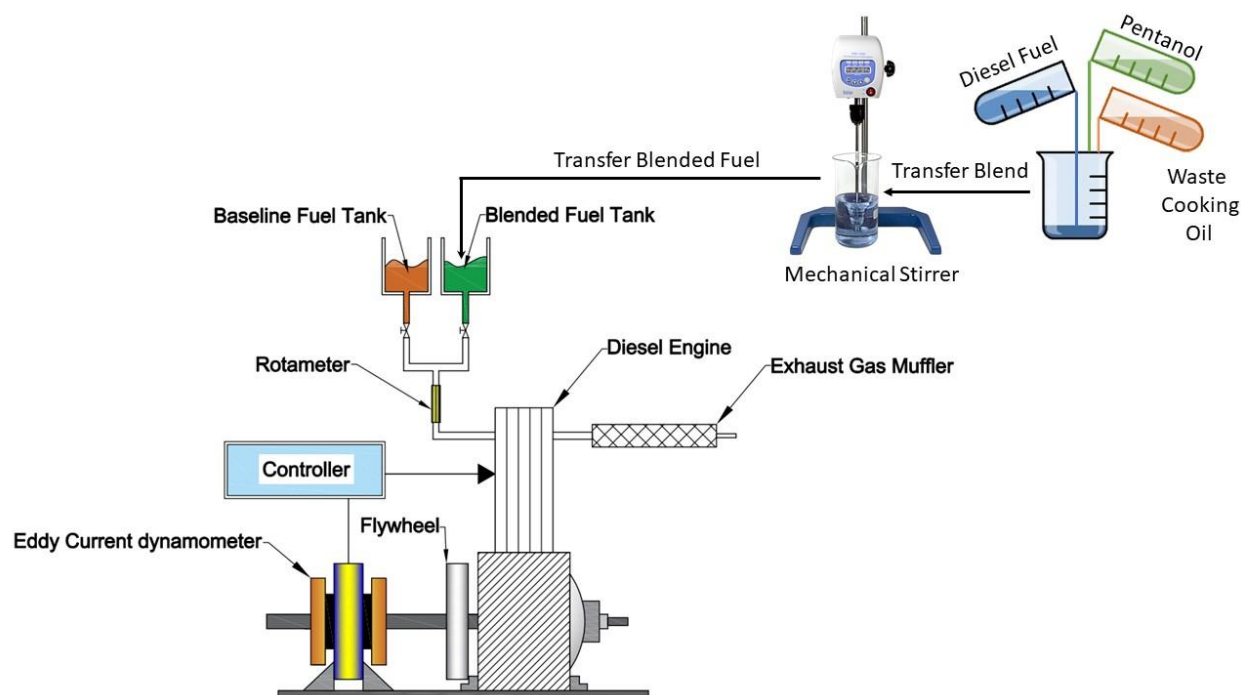 Pentanol
Diesel Fuel
Transfer Blended Fuel
Transfer Blend
Waste
Cooking
Oil
Baseline Fuel Tank
Blended Fuel Tank
Mechanical Stirrer
Diesel Engine
Rotameter
Exhaust Gas Muffler
Controller
Flywheel
Eddy Current dynamometer